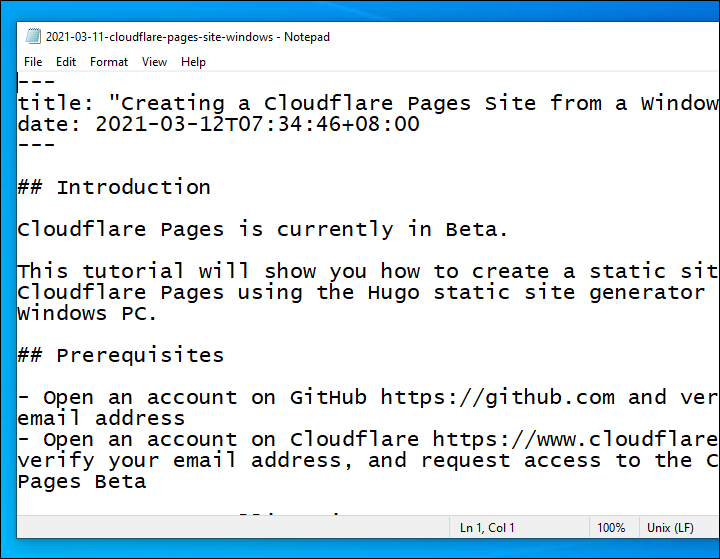 2021-03-11-cloudflare-pages-site-windows - Notepad
File Edit Format View Help
---
title: "Creating a Cloudflare Pages Site from a Window
date: 2021-03-12T07:34:46+08:00
---
## Introduction
Cloudflare Pages is currently in Beta.
This tutorial will show you how to create a static sit
Cloudflare Pages using the Hugo static site generator
Windows PC.
## Prerequisites
- Open an account on GitHub https://github.com and ver
email address
- Open an account on Cloudflare https://www.cloudflare
verify your email address, and request access to the C
Pages Beta
Ln 1, Col 1 100% Unix (LF)